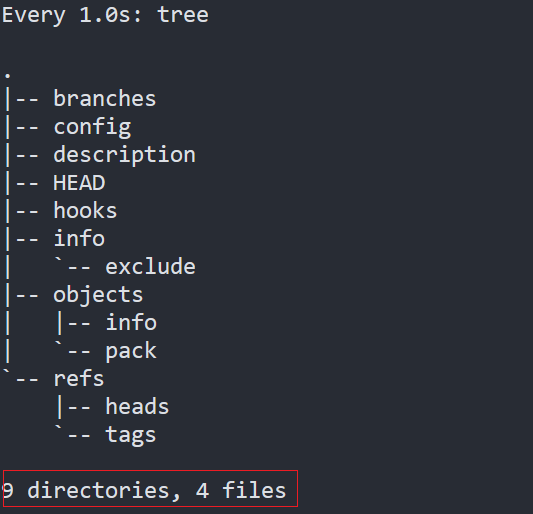 Every 1.0s: tree
.
|-- branches
|-- config
|-- description
|-- HEAD
|-- hooks
|-- info
|   `-- exclude
|-- objects
|   |-- info
|   `-- pack
`-- refs
    |-- heads
    `-- tags
9 directories, 4 files